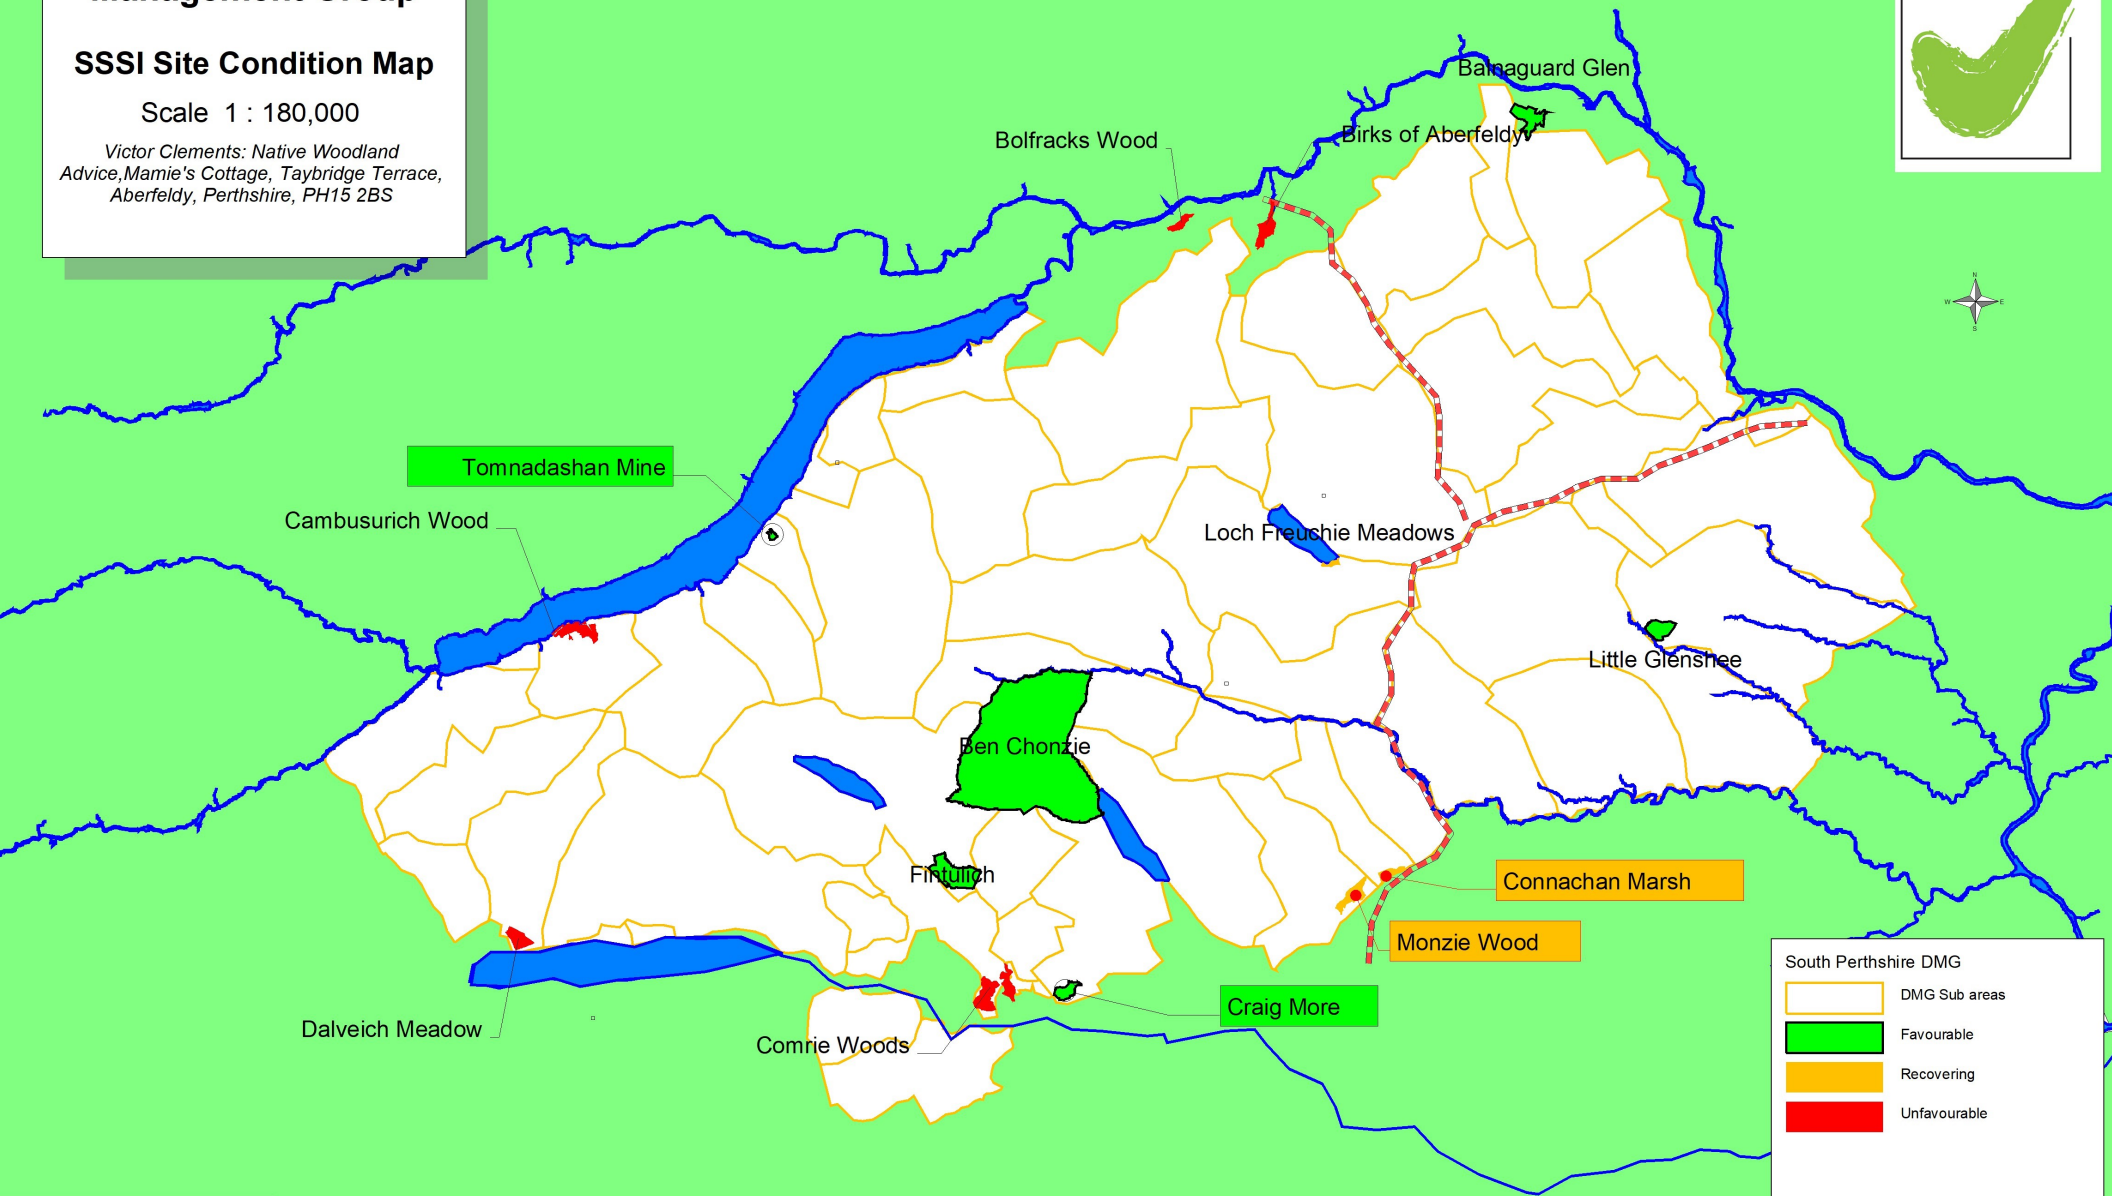 Management Group
SSSI Site Condition Map
Scale 1 : 180,000
Victor Clements: Native Woodland
Advice,Mamie's Cottage, Taybridge Terrace,
Aberfeldy, Perthshire, PH15 2BS
Balnaguard Glen
Birks of Aberfeldy
Bolfracks Wood
N
W
E
S
Tomnadashan Mine
Cambusurich Wood
Loch Freuchie Meadows
Little Glenshee
Ben Chonzie
Fintulich
Connachan Marsh
Monzie Wood
Craig More
Dalveich Meadow
Comrie Woods
South Perthshire DMG
DMG Sub areas
Favourable
Recovering
Unfavourable